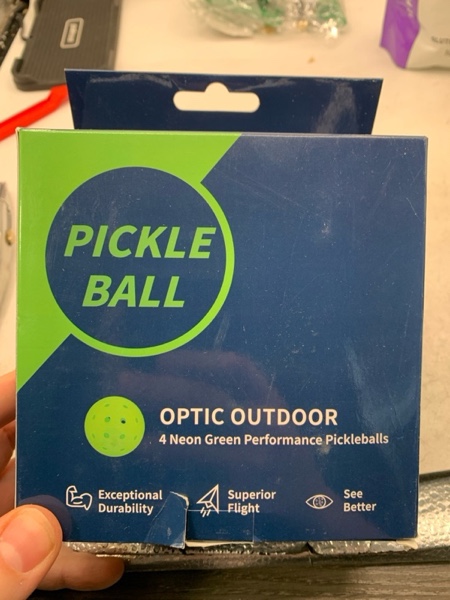 PICKLE
BALL
OPTIC OUTDOOR
4 Neon Green Performance Pickleballs
Exceptional
Durability
Superior
Flight
See
Better